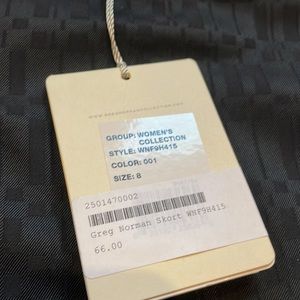 GROUP: WOMEN'S
COLLECTION
STYLE: WNF9H415
COLOR: 001
SIZE: 8
2501470002
Greg Norman Skort WNF9H415
66.00